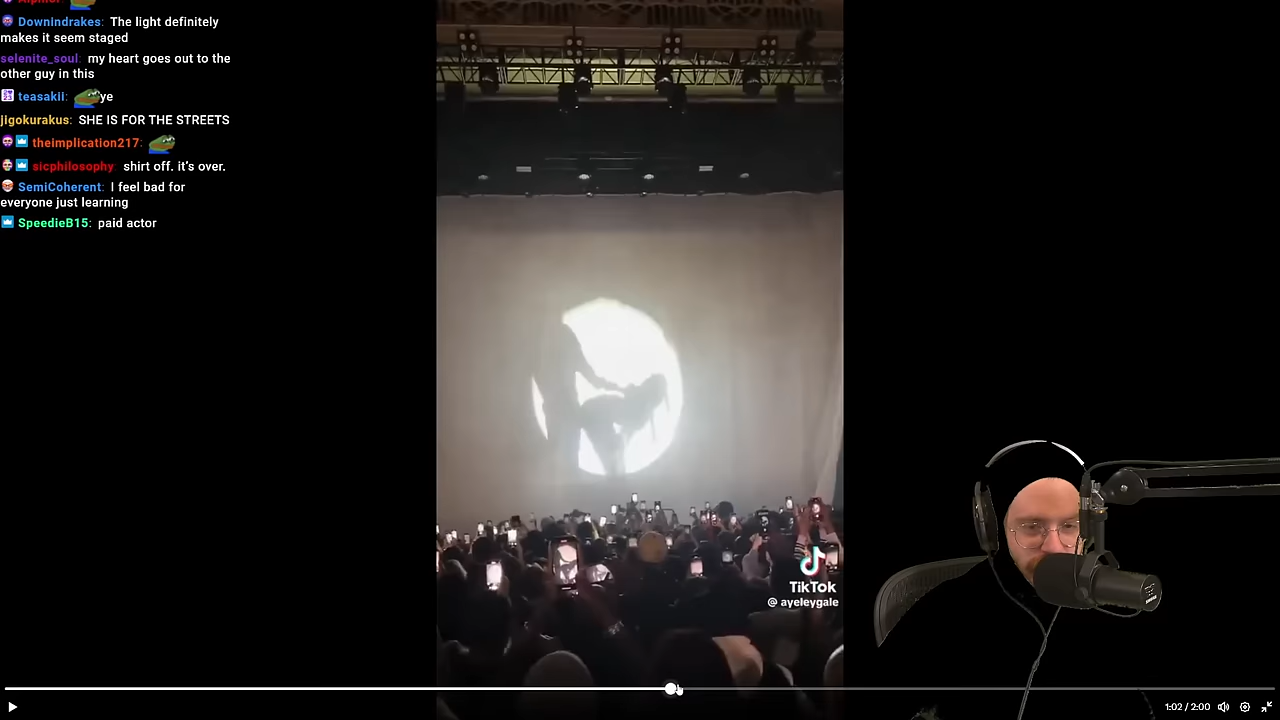 Downindrakes: The light definitely
makes it seem staged
selenite_soul: my heart goes out to the
other guy in this
teasakii: ye
jigokurakus: SHE IS FOR THE STREETS
theimplication217:
sicphilosophy shirt off. it's over.
SemiCoherent: I feel bad for
everyone just learning
SpeedieB15: paid actor
TikTok
@ ayeleygale
1:02 / 2:00